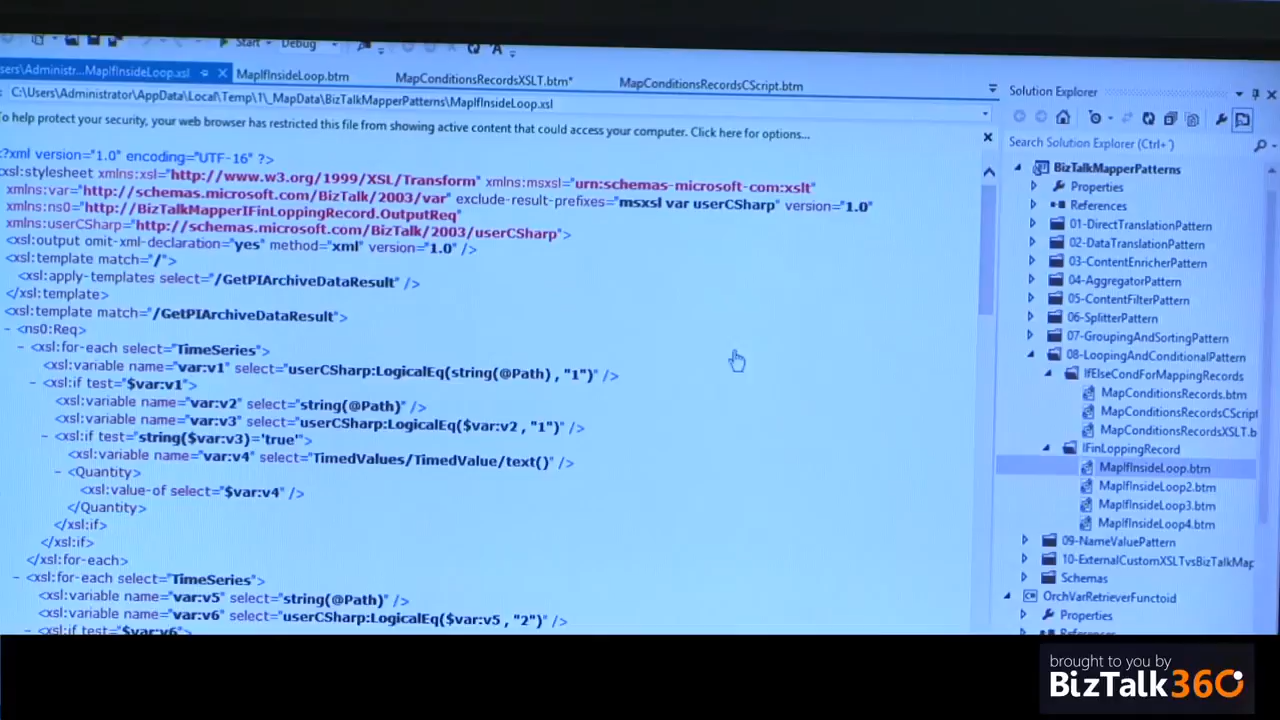 Start Debug
sers\Administr...MapIfInsideLoop.xsl MapIfInsideLoop.btm MapConditionsRecordsXSLT.btm* MapConditionsRecordsCScript.btm
C:\Users\Administrator\AppData\Local\Temp\1\_MapData\BizTalkMapperPatterns\MapIfInsideLoop.xsl
To help protect your security, your web browser has restricted this file from showing active content that could access your computer. Click here for options...
<?xml version="1.0" encoding="UTF-16" ?>
<xsl:stylesheet xmlns:xsl="http://www.w3.org/1999/XSL/Transform" xmlns:msxsl="urn:schemas-microsoft-com:xslt"
xmlns:var="http://schemas.microsoft.com/BizTalk/2003/var" exclude-result-prefixes="msxsl var userCSharp" version="1.0"
xmlns:ns0="http://BizTalkMapperIFinLoppingRecord.OutputReq"
xmlns:userCSharp="http://schemas.microsoft.com/BizTalk/2003/userCSharp">
<xsl:output omit-xml-declaration="yes" method="xml" version="1.0" />
<xsl:template match="/">
<xsl:apply-templates select="/GetPIArchiveDataResult" />
</xsl:template>
<xsl:template match="/GetPIArchiveDataResult">
- <ns0:Req>
- <xsl:for-each select="TimeSeries">
<xsl:variable name="var:v1" select="userCSharp:LogicalEq(string(@Path) , "1")" />
- <xsl:if test="$var:v1">
<xsl:variable name="var:v2" select="string(@Path)" />
<xsl:variable name="var:v3" select="userCSharp:LogicalEq($var:v2 , "1")" />
- <xsl:if test="string($var:v3)='true'">
<xsl:variable name="var:v4" select="TimedValues/TimedValue/text()" />
- <Quantity>
<xsl:value-of select="$var:v4" />
</Quantity>
</xsl:if>
</xsl:if>
</xsl:for-each>
- <xsl:for-each select="TimeSeries">
<xsl:variable name="var:v5" select="string(@Path)" />
<xsl:variable name="var:v6" select="userCSharp:LogicalEq($var:v5 , "2")" />
- <xsl:if test="$var:v6">
Solution Explorer
Search Solution Explorer (Ctrl+')
BizTalkMapperPatterns
Properties
References
01-DirectTranslationPattern
02-DataTranslationPattern
03-ContentEnricherPattern
04-AggregatorPattern
05-ContentFilterPattern
06-SplitterPattern
07-GroupingAndSortingPattern
08-LoopingAndConditionalPattern
IfElseCondForMappingRecords
MapConditionsRecords.btm
MapConditionsRecordsCScript
MapConditionsRecordsXSLT.b
IFinLoppingRecord
MapIfInsideLoop.btm
MapIfInsideLoop2.btm
MapIfInsideLoop3.btm
MapIfInsideLoop4.btm
09-NameValuePattern
10-ExternalCustomXSLTvsBizTalkMap
Schemas
OrchVarRetrieverFunctoid
Properties
References
brought to you by
BizTalk360